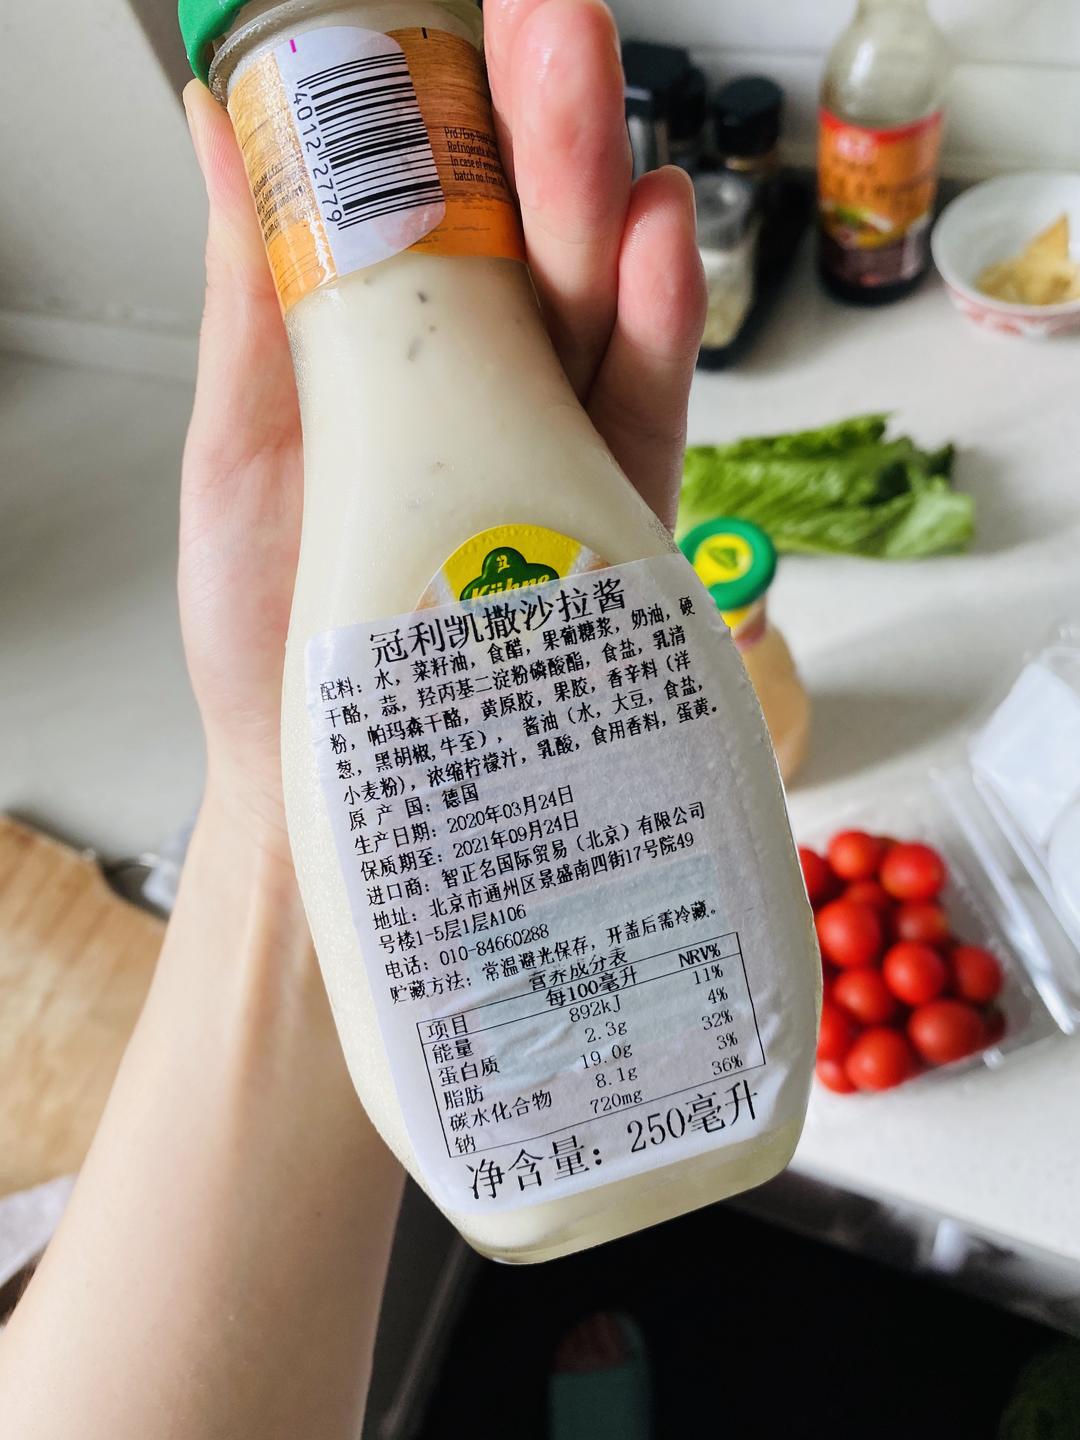 4012 2779
Prd./Exp.
Refrigerate
In case of
batch no. from
Kühne
冠利凯撒沙拉酱
配料：水，菜籽油，食醋，果葡糖浆，奶油，硬
干酪，蒜，羟丙基二淀粉磷酸酯，食盐，乳清
粉，帕玛森干酪，黄原胶，果胶，香辛料（洋
葱，黑胡椒,牛至），酱油（水，大豆，食盐，
小麦粉），浓缩柠檬汁，乳酸，食用香料，蛋黄。
原 产 国：德国
生产日期：2020年03月24日
保质期至：2021年09月24日
进口商：智正名国际贸易（北京）有限公司
地址：北京市通州区景盛南四街17号院49
号楼1-5层1层A106
电话：010-84660288
贮藏方法：常温避光保存，开盖后需冷藏。
营养成分表
项目 每100毫升 NRV%
能量 892kJ 11%
蛋白质 2.3g 4%
脂肪 19.0g 32%
碳水化合物 8.1g 3%
钠 720mg 36%
净含量：250毫升